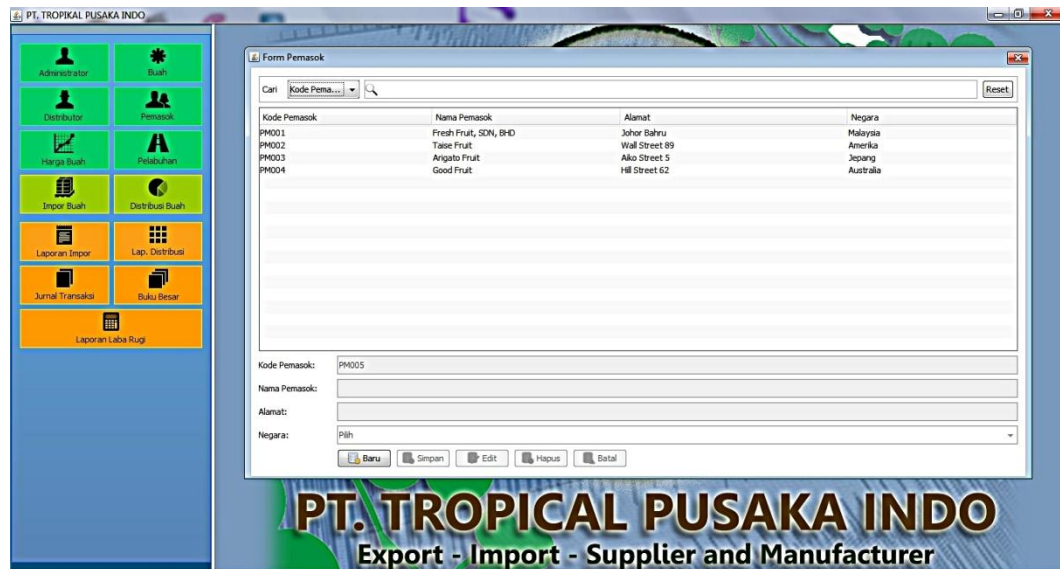 PT. TROPIKAL PUSAKA INDO
Administrator
Buah
Distributor
Pemasok
Harga Buah
Pelabuhan
Impor Buah
Distribusi Buah
Laporan Impor
Lap. Distribusi
Jurnal Transaksi
Buku Besar
Laporan Laba Rugi
Form Pemasok
Cari Kode Pema... Reset
Kode Pemasok Nama Pemasok Alamat Negara
PM001 Fresh Fruit, SDN, BHD Johor Bahru Malaysia
PM002 Taise Fruit Wall Street 89 Amerika
PM003 Arigato Fruit Aiko Street 5 Jepang
PM004 Good Fruit Hill Street 62 Australia
Kode Pemasok: PM005
Nama Pemasok:
Alamat:
Negara: Pilih
Baru Simpan Edit Hapus Batal
PT. TROPICAL PUSAKA INDO
Export - Import - Supplier and Manufacturer